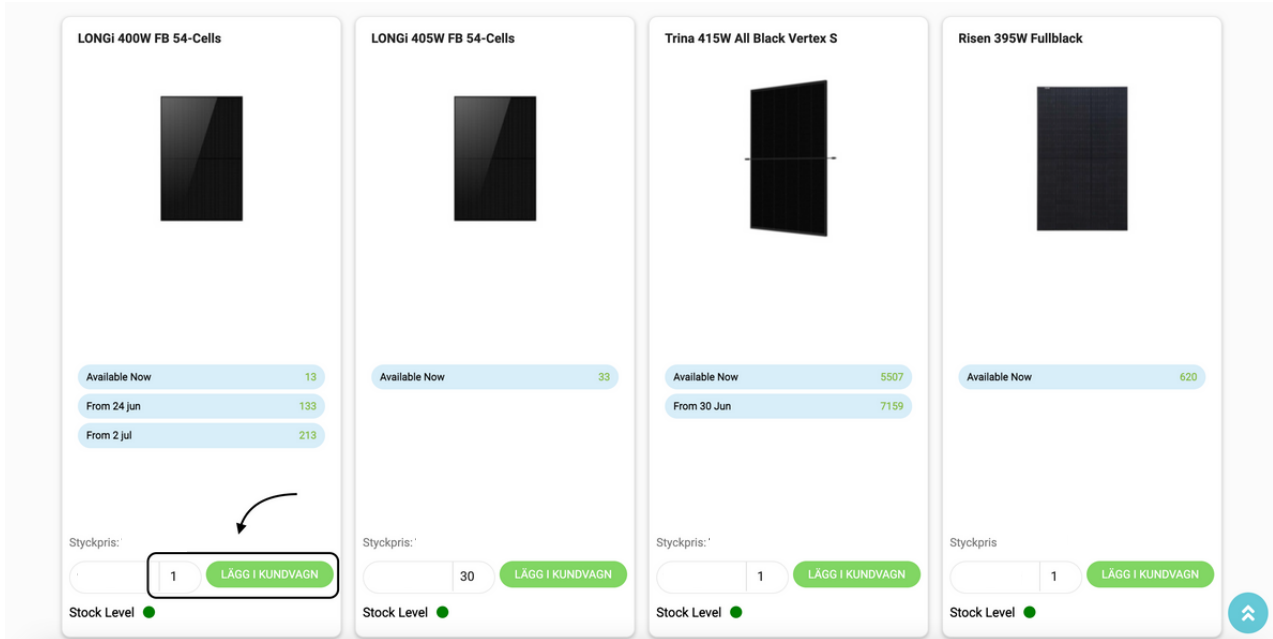 LONGi 400W FB 54-Cells
Available Now 13
From 24 jun 133
From 2 jul 213
Styckpris:
1 LÄGG I KUNDVAGN
Stock Level
LONGi 405W FB 54-Cells
Available Now 33
Styckpris:
30 LÄGG I KUNDVAGN
Stock Level
Trina 415W All Black Vertex S
Available Now 5507
From 30 Jun 7159
Styckpris:
1 LÄGG I KUNDVAGN
Stock Level
Risen 395W Fullblack
Available Now 620
Styckpris
1 LÄGG I KUNDVAGN
Stock Level